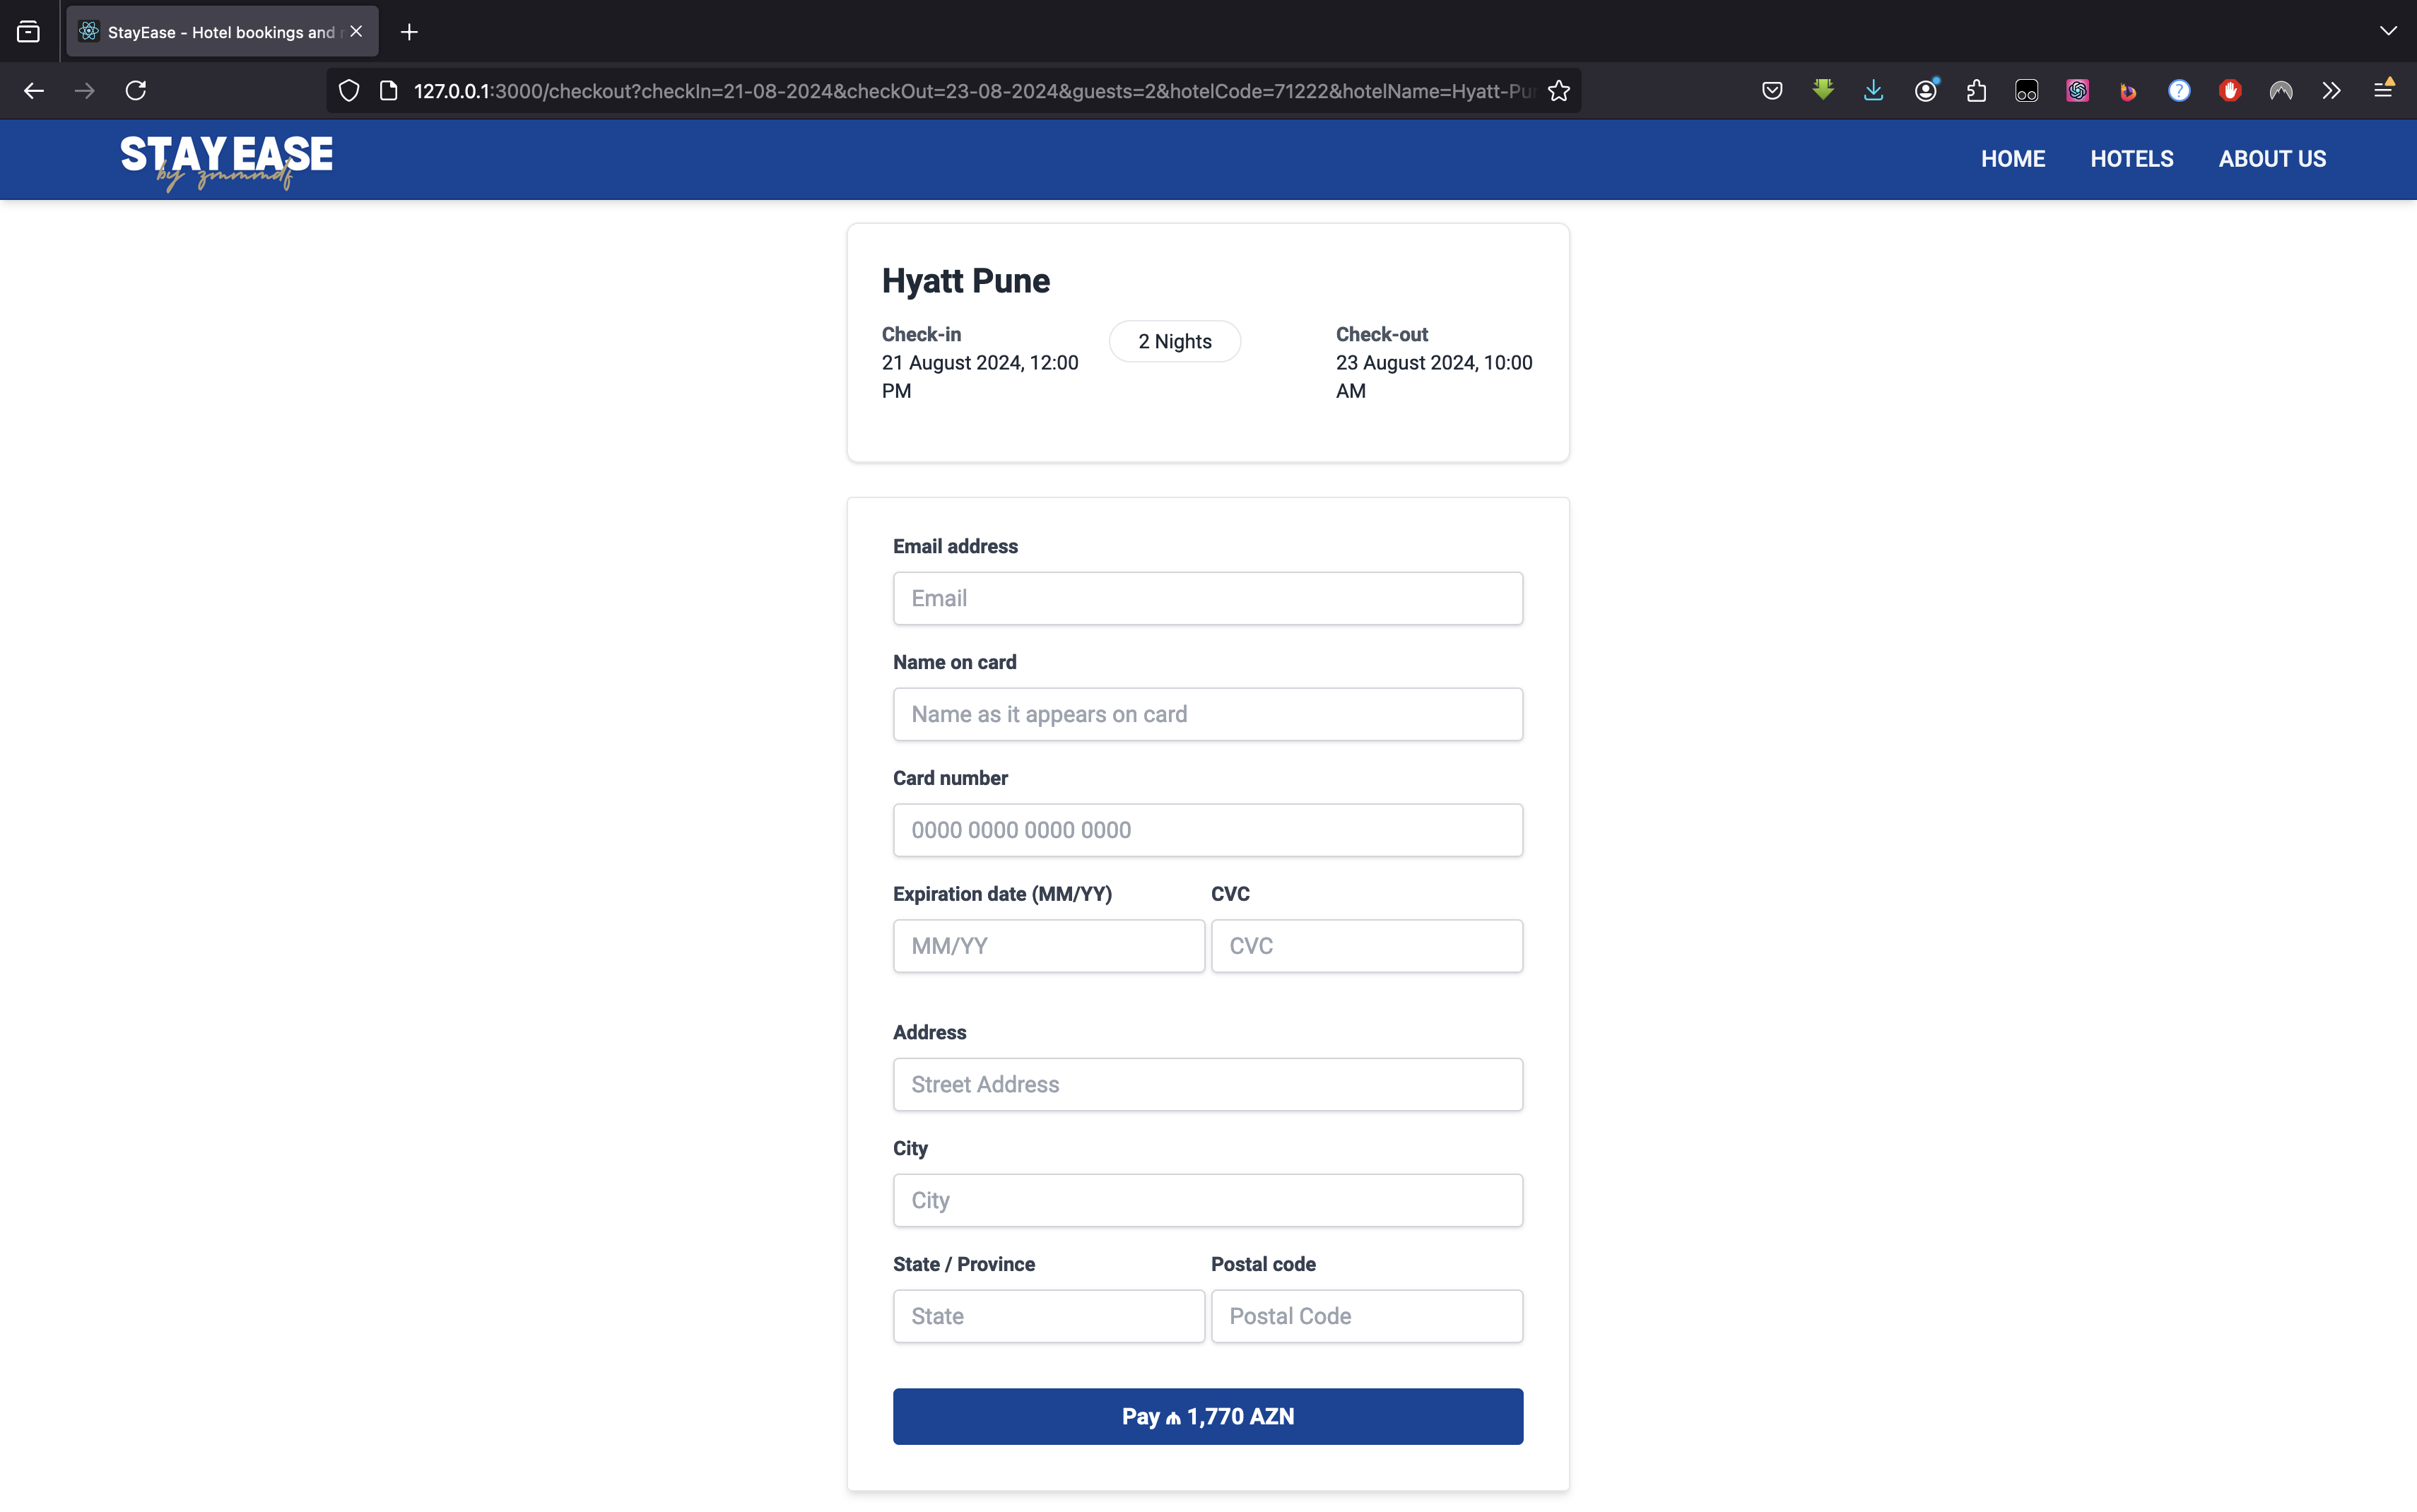 StayEase - Hotel bookings and
127.0.0.1:3000/checkout?checkIn=21-08-2024&checkOut=23-08-2024&guests=2&hotelCode=71222&hotelName=Hyatt-Pu
STAY EASE
by zmmmdf
HOME HOTELS ABOUT US
Hyatt Pune
Check-in
21 August 2024, 12:00
PM
2 Nights
Check-out
23 August 2024, 10:00
AM
Email address
Email
Name on card
Name as it appears on card
Card number
0000 0000 0000 0000
Expiration date (MM/YY) CVC
MM/YY CVC
Address
Street Address
City
City
State / Province Postal code
State Postal Code
Pay ₼ 1,770 AZN